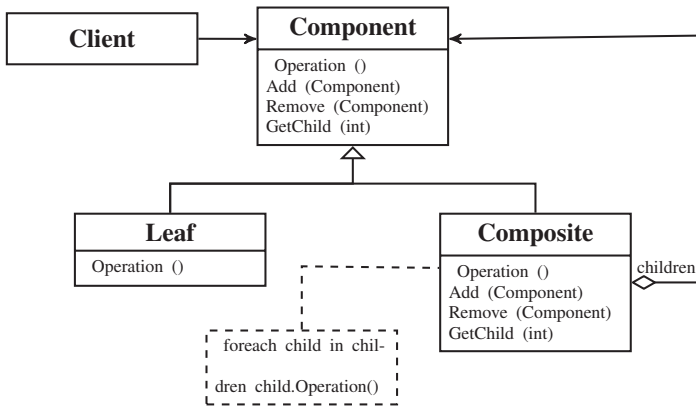 Client
Component
Operation ()
Add (Component)
Remove (Component)
GetChild (int)
Leaf
Operation ()
Composite
Operation ()
Add (Component)
Remove (Component)
GetChild (int)
children
foreach child in chil-
dren child.Operation()